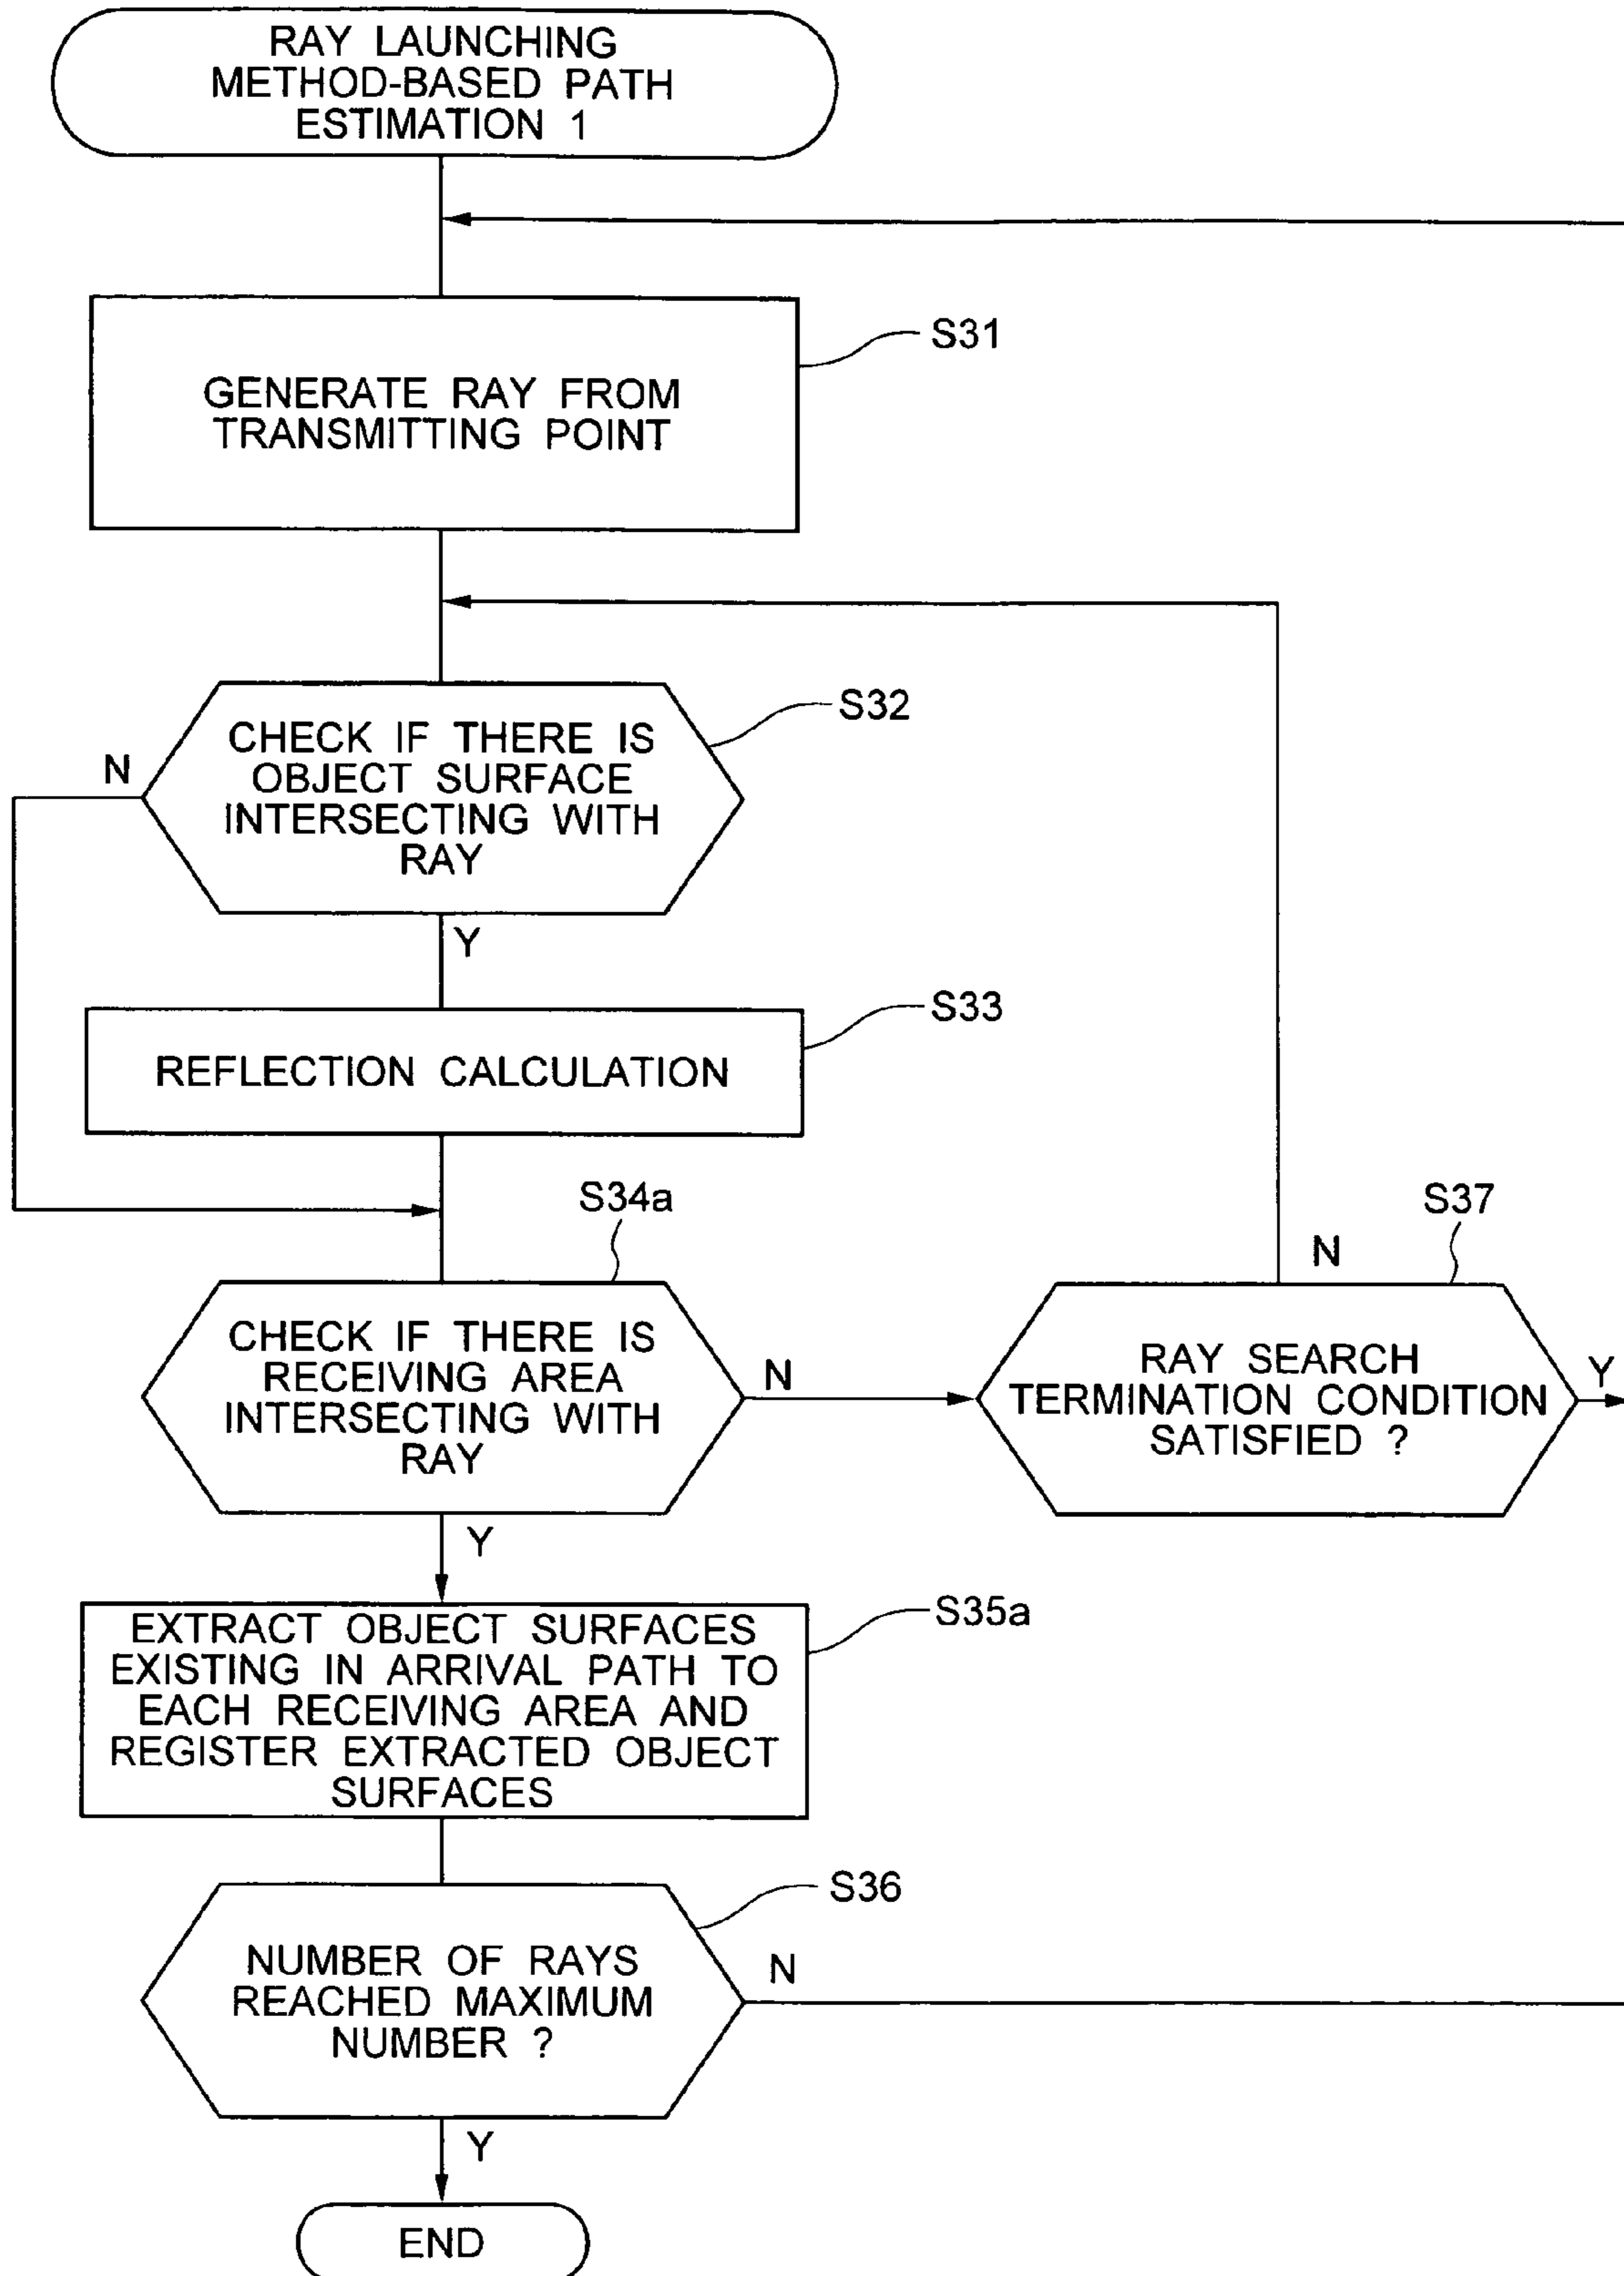 RAY LAUNCHING
METHOD-BASED PATH
ESTIMATION 1
S31
GENERATE RAY FROM
TRANSMITTING POINT
S32
CHECK IF THERE IS
OBJECT SURFACE
INTERSECTING WITH
RAY
N
Y
S33
REFLECTION CALCULATION
S34a
CHECK IF THERE IS
RECEIVING AREA
INTERSECTING WITH
RAY
N
S37
N
RAY SEARCH
TERMINATION CONDITION
SATISFIED ?
Y
Y
S35a
EXTRACT OBJECT SURFACES
EXISTING IN ARRIVAL PATH TO
EACH RECEIVING AREA AND
REGISTER EXTRACTED OBJECT
SURFACES
S36
NUMBER OF RAYS
REACHED MAXIMUM
NUMBER ?
N
Y
END